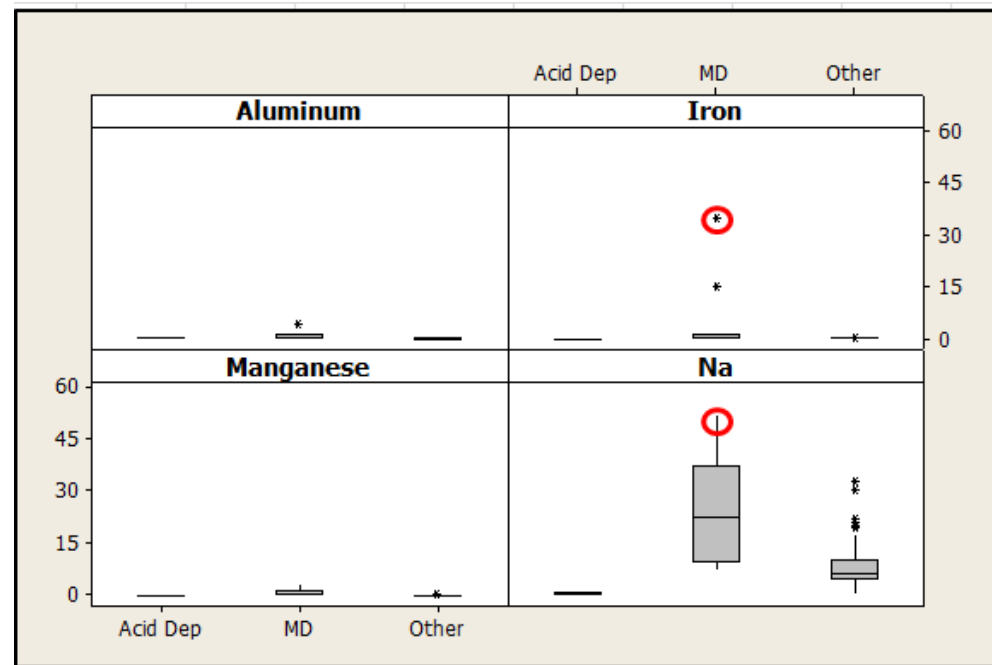 Acid Dep MD Other
Aluminum Iron
60
45
30
15
0
Manganese Na
60
45
30
15
0
Acid Dep MD Other